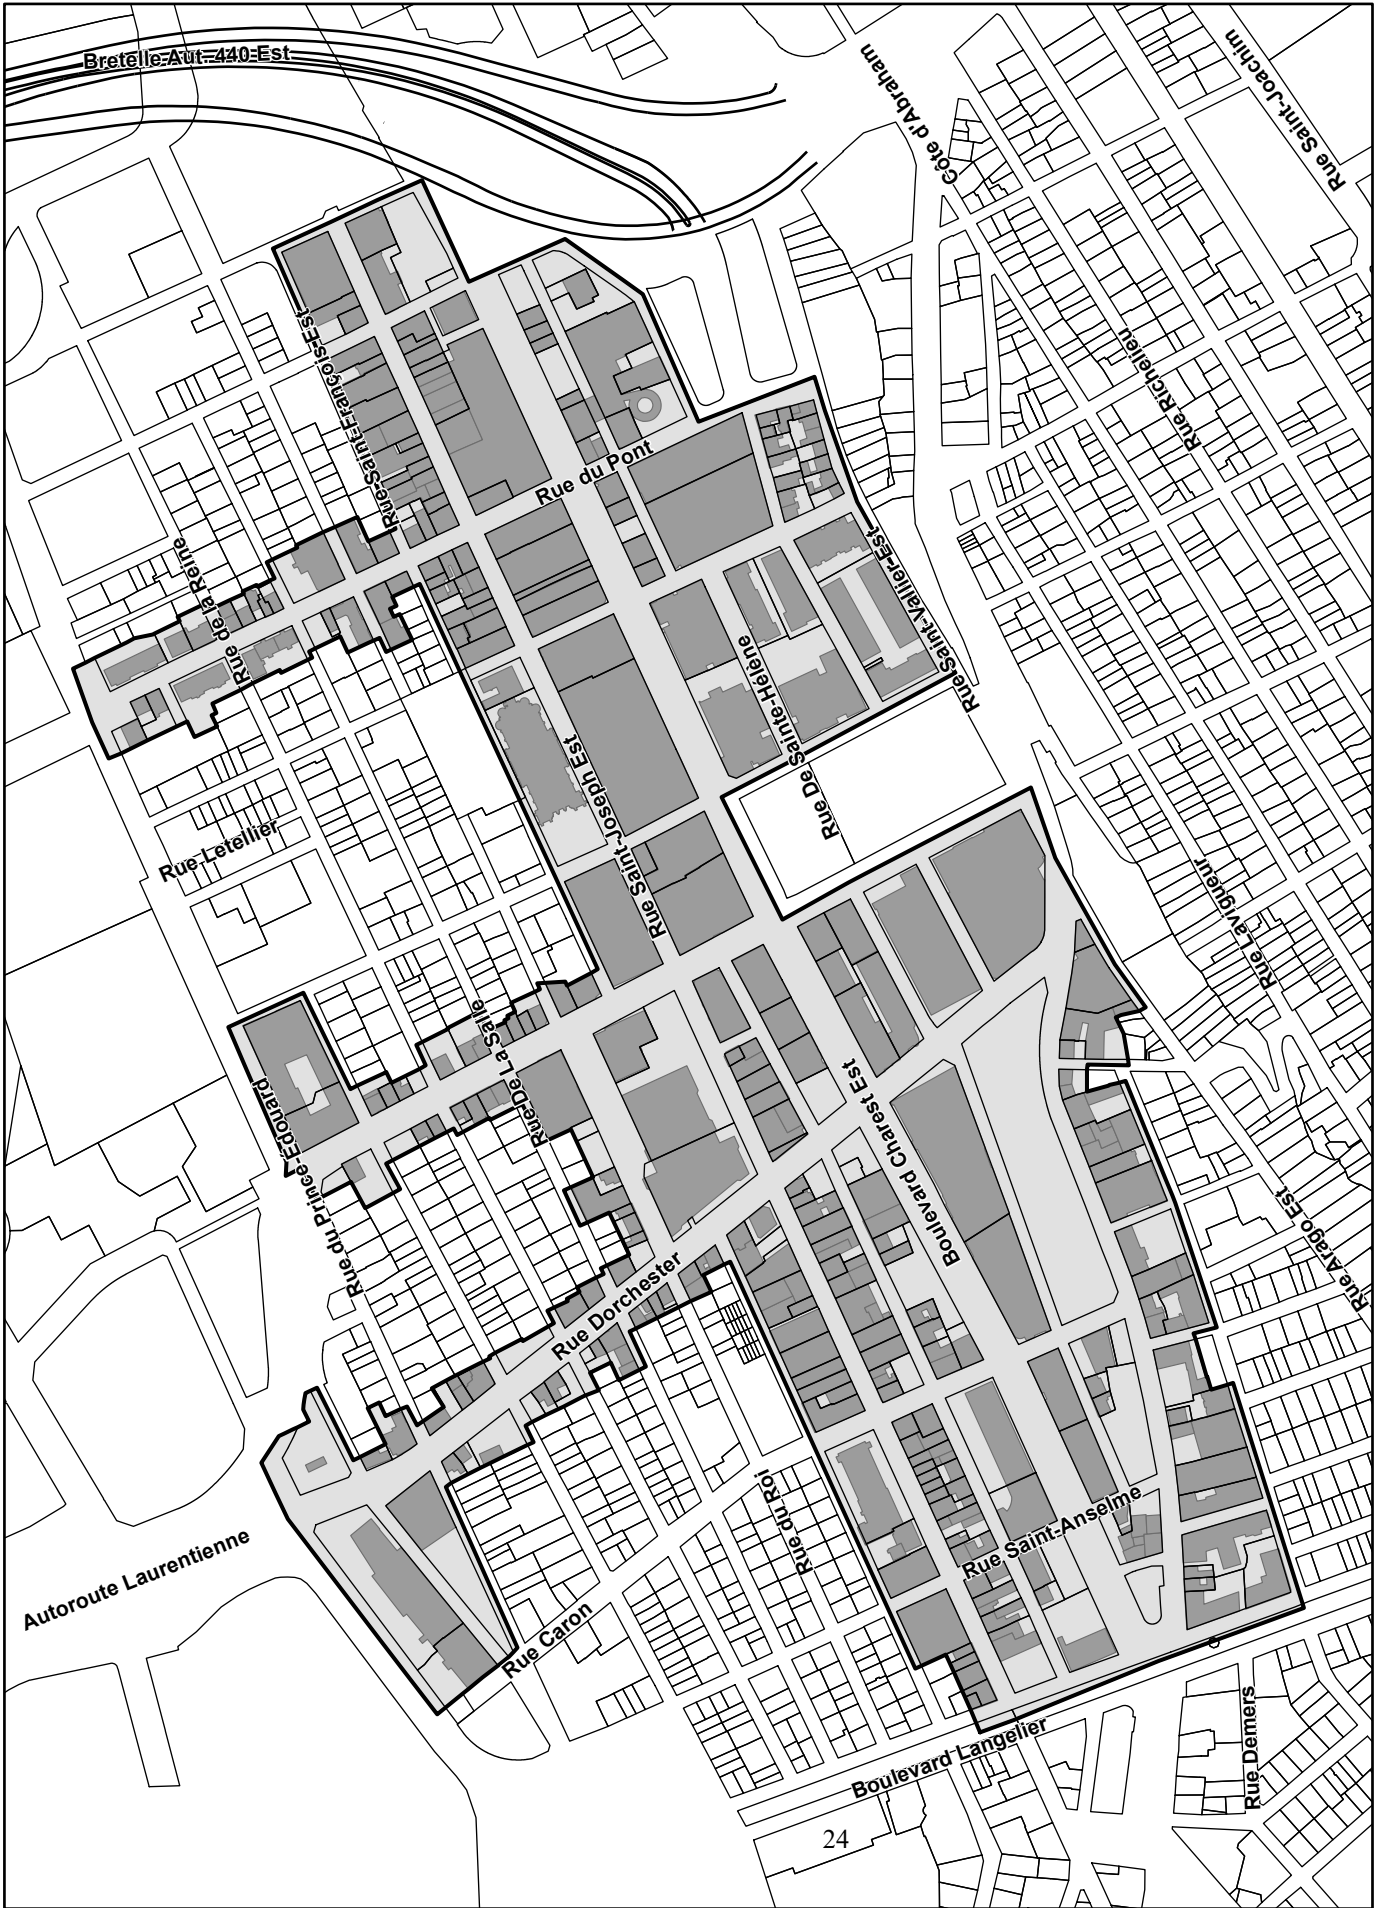 Bretelle Aut. 440 Est
Côte d'Abraham
Rue Saint-Joachim
Rue Saint-François Est
Rue Richelieu
Rue du Pont
Rue de la Reine
Rue Saint-Vallier Est
Rue De Sainte-Hélène
Rue Saint-Joseph Est
Rue Letellier
Rue Lavigueur
Rue De La Salle
Rue du Prince-Édouard
Boulevard Charest Est
Rue Arago Est
Rue Dorchester
Rue du Roi
Rue Saint-Anselme
Autoroute Laurentienne
Rue Caron
Boulevard Langelier
Rue Demers
24